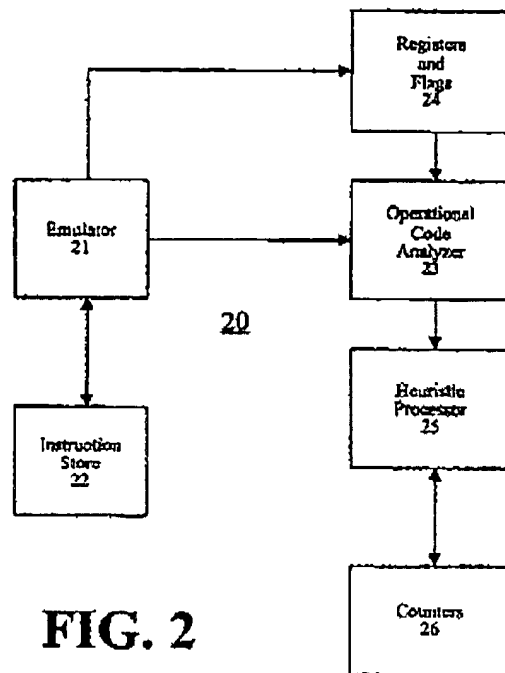 Registers
and
Flags
24
Emulator
21
Operational
Code
Analyzer
23
20
Heuristic
Processor
25
Instruction
Store
22
Counters
26
FIG. 2